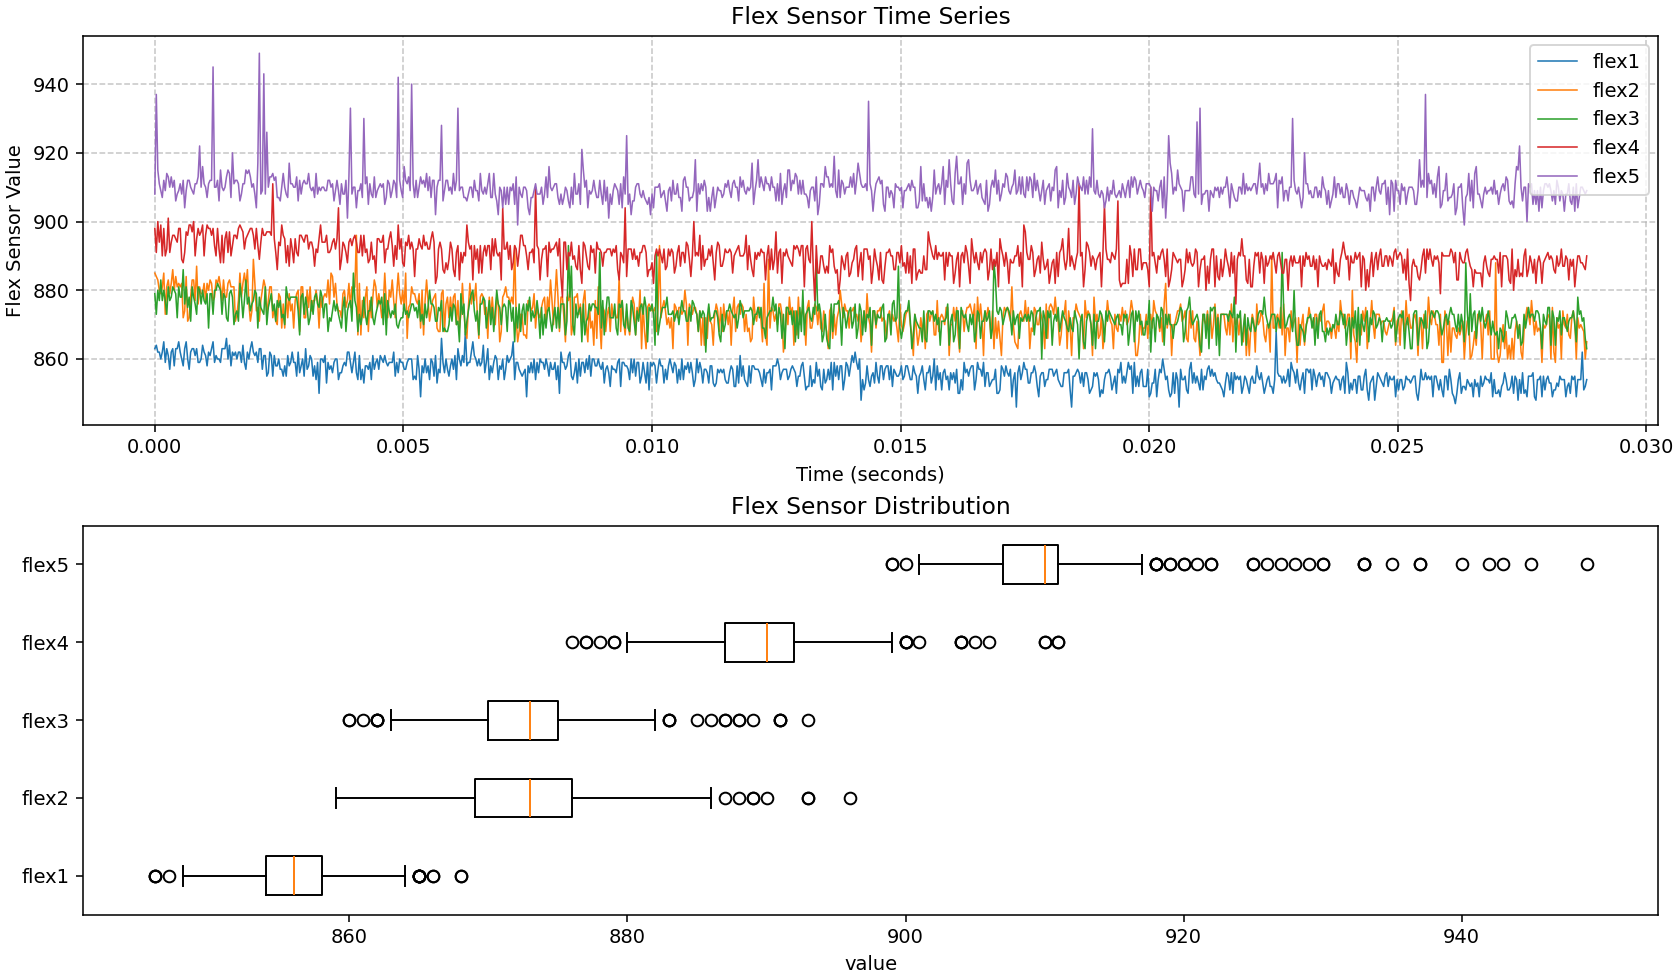 Flex Sensor Time Series
Flex Sensor Value
940
920
900
880
860
flex1
flex2
flex3
flex4
flex5
0.000 0.005 0.010 0.015 0.020 0.025 0.030
Time (seconds)
Flex Sensor Distribution
flex5
flex4
flex3
flex2
flex1
860 880 900 920 940
value